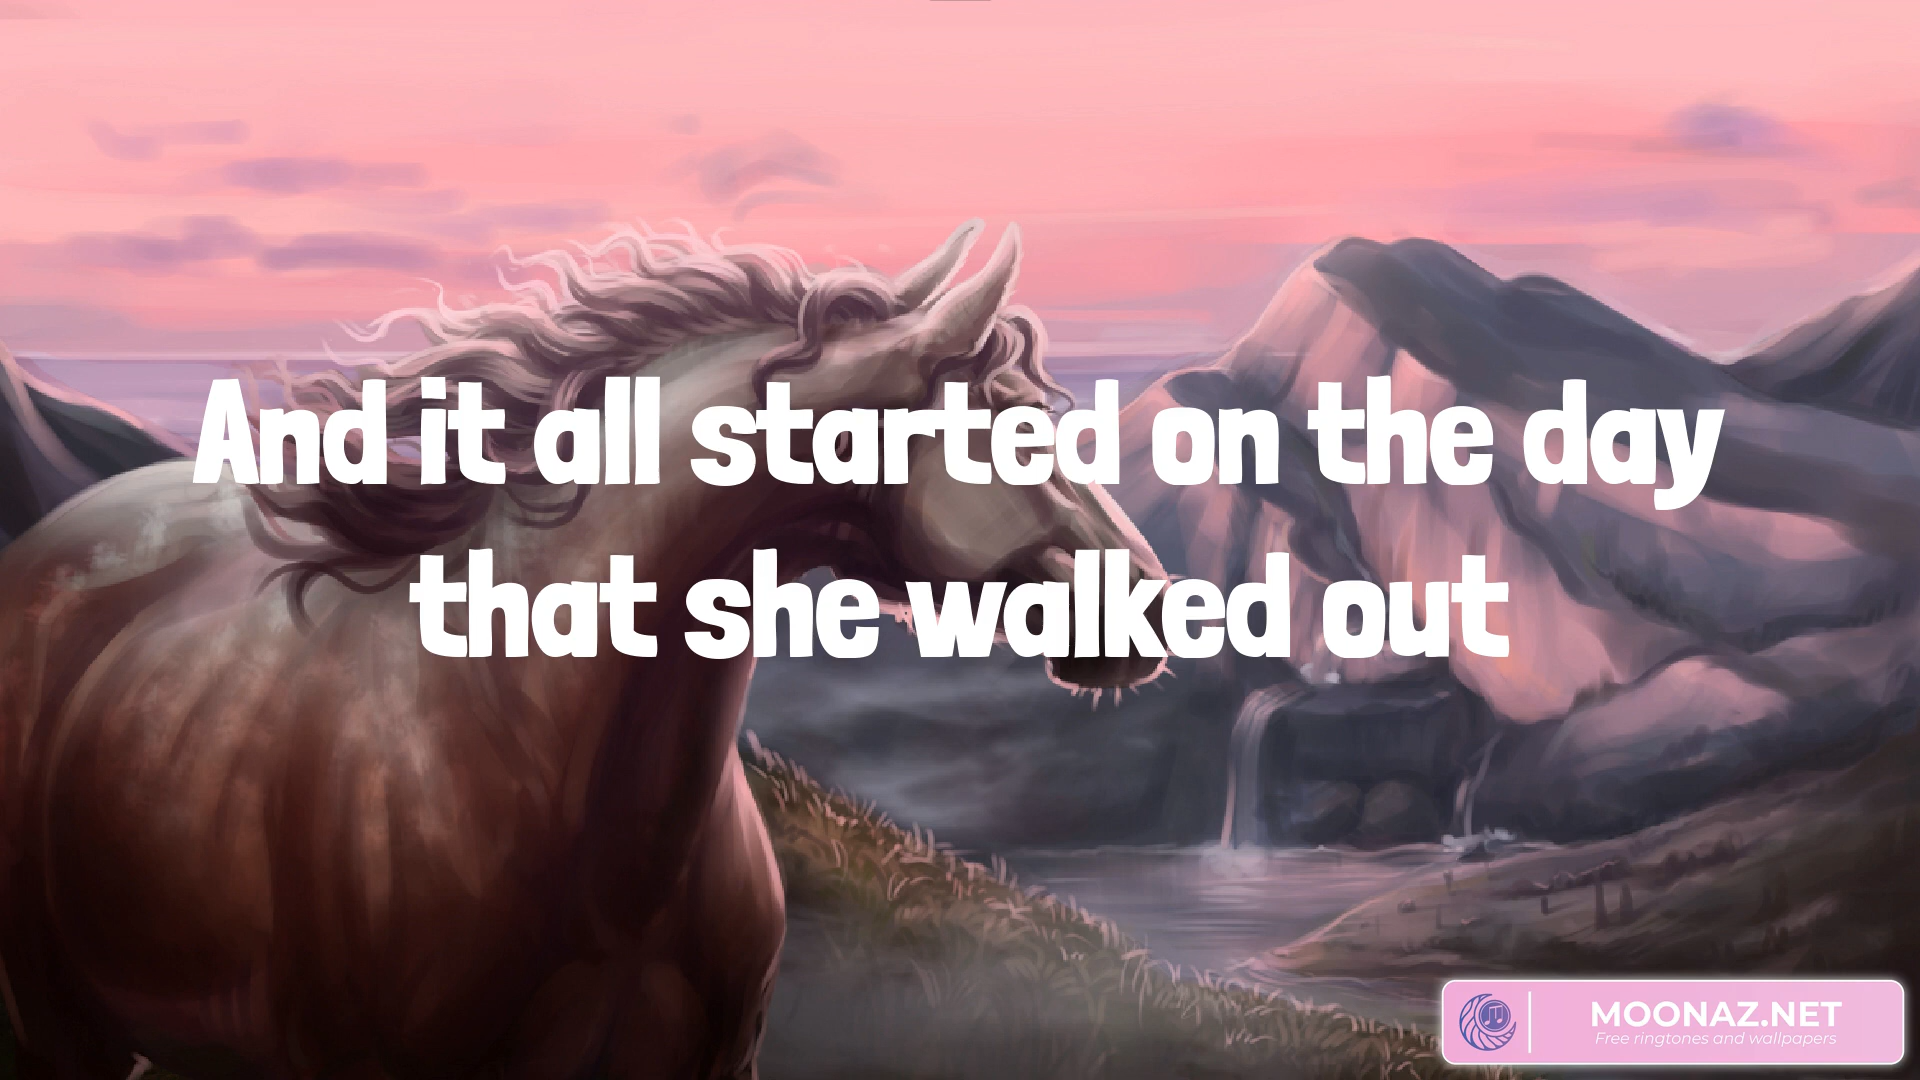 And it all started on the day
that she walked out
MOONAZ.NET
Free ringtones and wallpapers